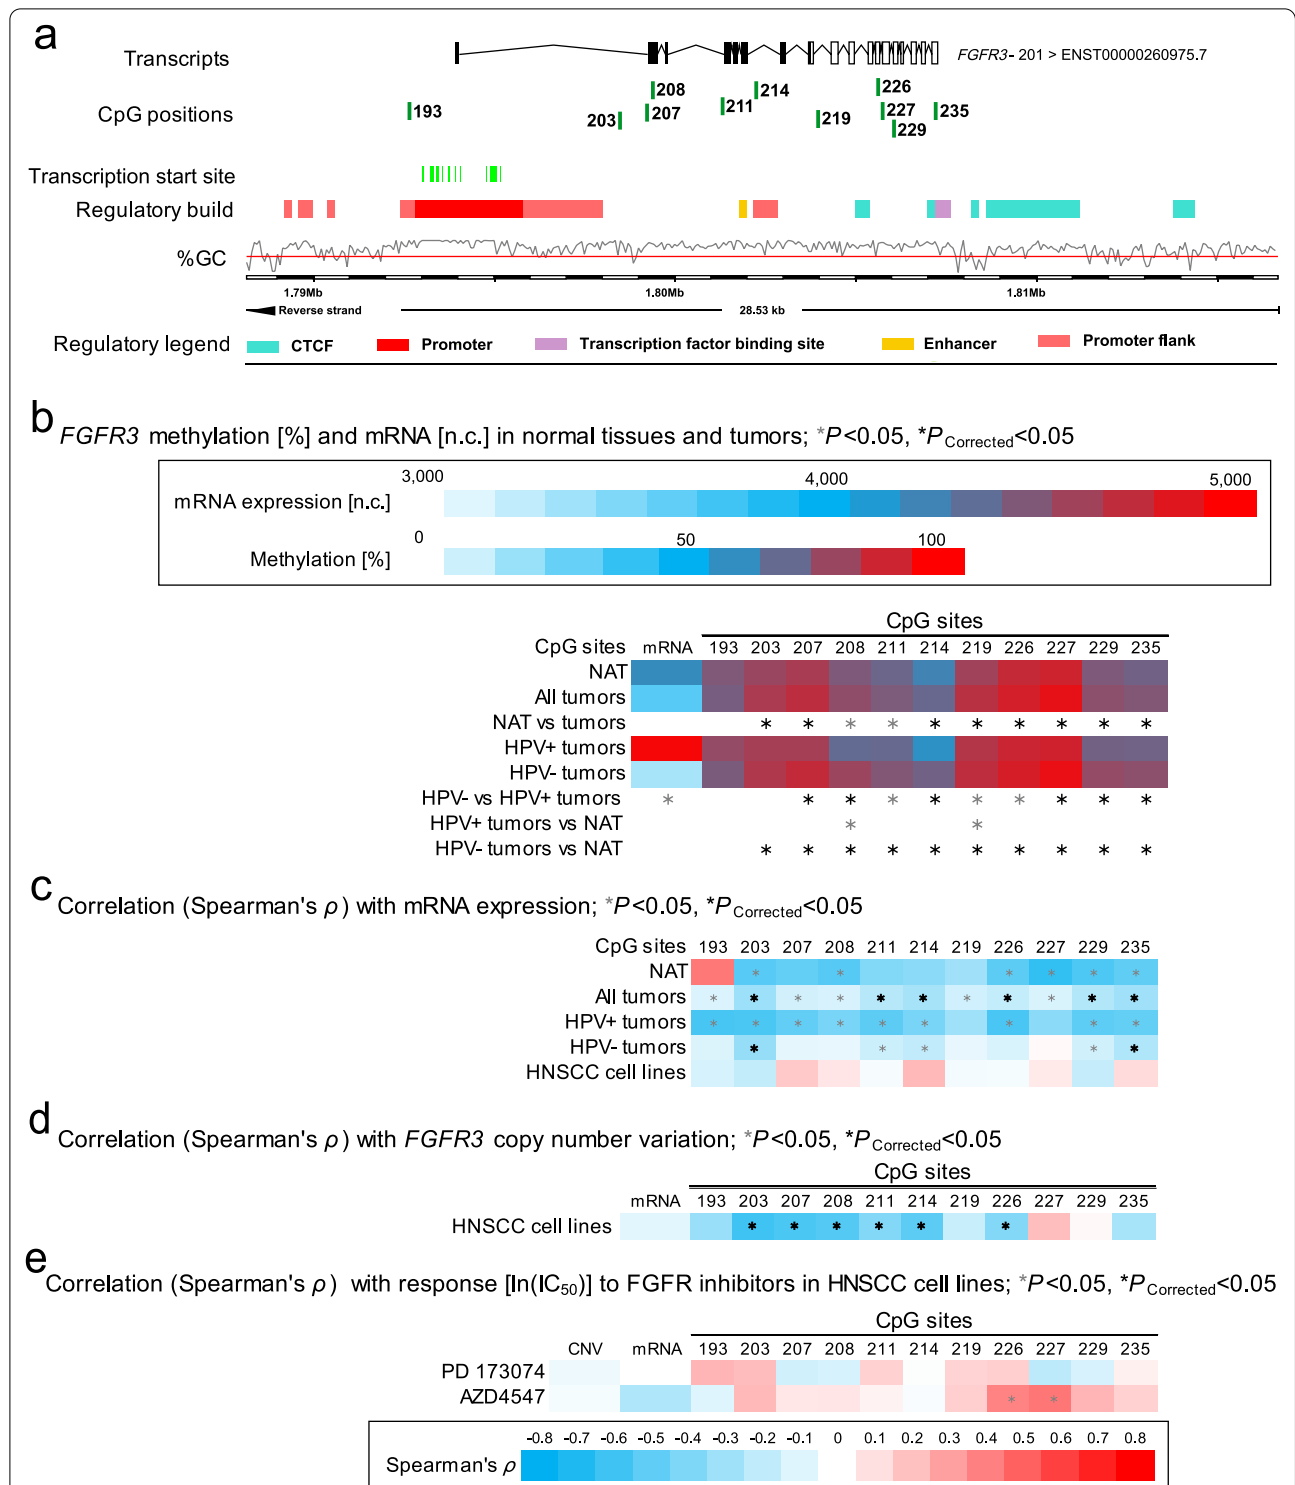 a
Transcripts
FGFR3- 201 > ENST00000260975.7
CpG positions
193
203
207
208
211
214
219
226
227
229
235
Transcription start site
Regulatory build
%GC
1.79Mb
1.80Mb
1.81Mb
Reverse strand
28.53 kb
Regulatory legend
CTCF
Promoter
Transcription factor binding site
Enhancer
Promoter flank
b
FGFR3 methylation [%] and mRNA [n.c.] in normal tissues and tumors; *P<0.05, *PCorrected<0.05
3,000 4,000 5,000
mRNA expression [n.c.]
0 50 100
Methylation [%]
CpG sites
CpG sites mRNA 193 203 207 208 211 214 219 226 227 229 235
NAT
All tumors
NAT vs tumors * * * * * * * * * *
HPV+ tumors
HPV- tumors
HPV- vs HPV+ tumors * * * * * * * * * *
HPV+ tumors vs NAT * *
HPV- tumors vs NAT * * * * * * * * * *
c
Correlation (Spearman's ρ) with mRNA expression; *P<0.05, *PCorrected<0.05
CpG sites 193 203 207 208 211 214 219 226 227 229 235
NAT * * * * * *
All tumors * * * * * * * * * * *
HPV+ tumors * * * * * * * * *
HPV- tumors * * * * *
HNSCC cell lines
d
Correlation (Spearman's ρ) with FGFR3 copy number variation; *P<0.05, *PCorrected<0.05
CpG sites
mRNA 193 203 207 208 211 214 219 226 227 229 235
HNSCC cell lines * * * * * *
e
Correlation (Spearman's ρ) with response [ln(IC50)] to FGFR inhibitors in HNSCC cell lines; *P<0.05, *PCorrected<0.05
CpG sites
CNV mRNA 193 203 207 208 211 214 219 226 227 229 235
PD 173074
AZD4547 * *
-0.8 -0.7 -0.6 -0.5 -0.4 -0.3 -0.2 -0.1 0 0.1 0.2 0.3 0.4 0.5 0.6 0.7 0.8
Spearman's ρ